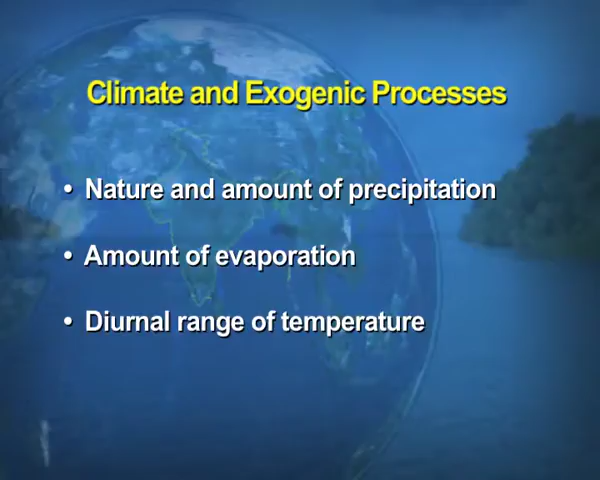 Climate and Exogenic Processes
• Nature and amount of precipitation
• Amount of evaporation
• Diurnal range of temperature